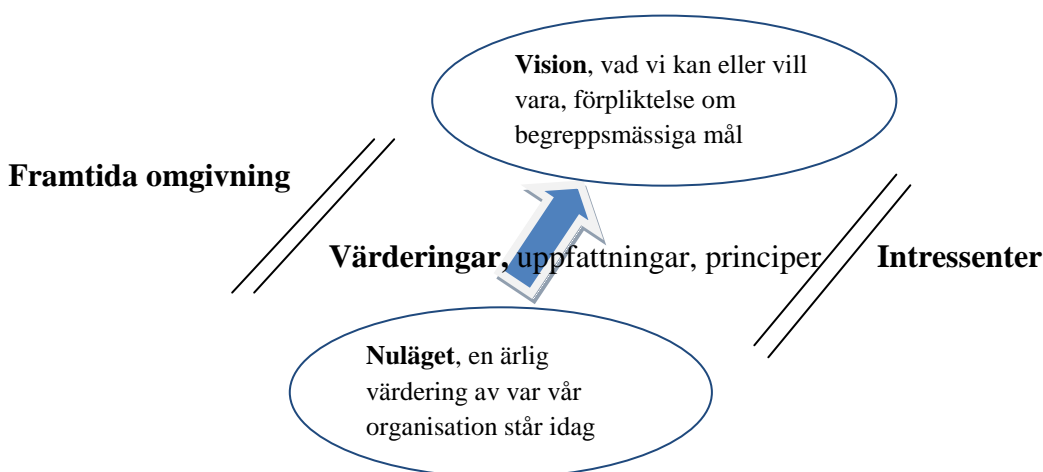 Vision, vad vi kan eller vill
vara, förpliktelse om
begreppsmässiga mål
Framtida omgivning
Värderingar, uppfattningar, principer
Intressenter
Nuläget, en ärlig
värdering av var vår
organisation står idag